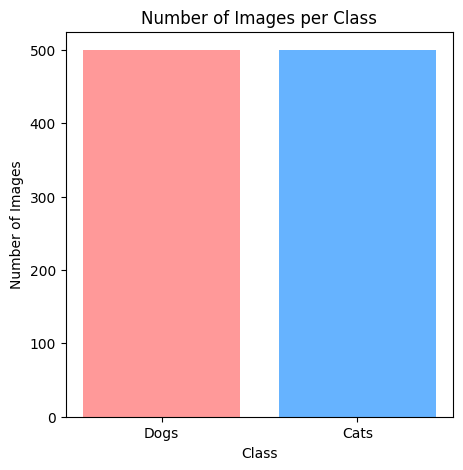 Number of Images per Class
500
400
300
200
100
0
Number of Images
Dogs Cats
Class